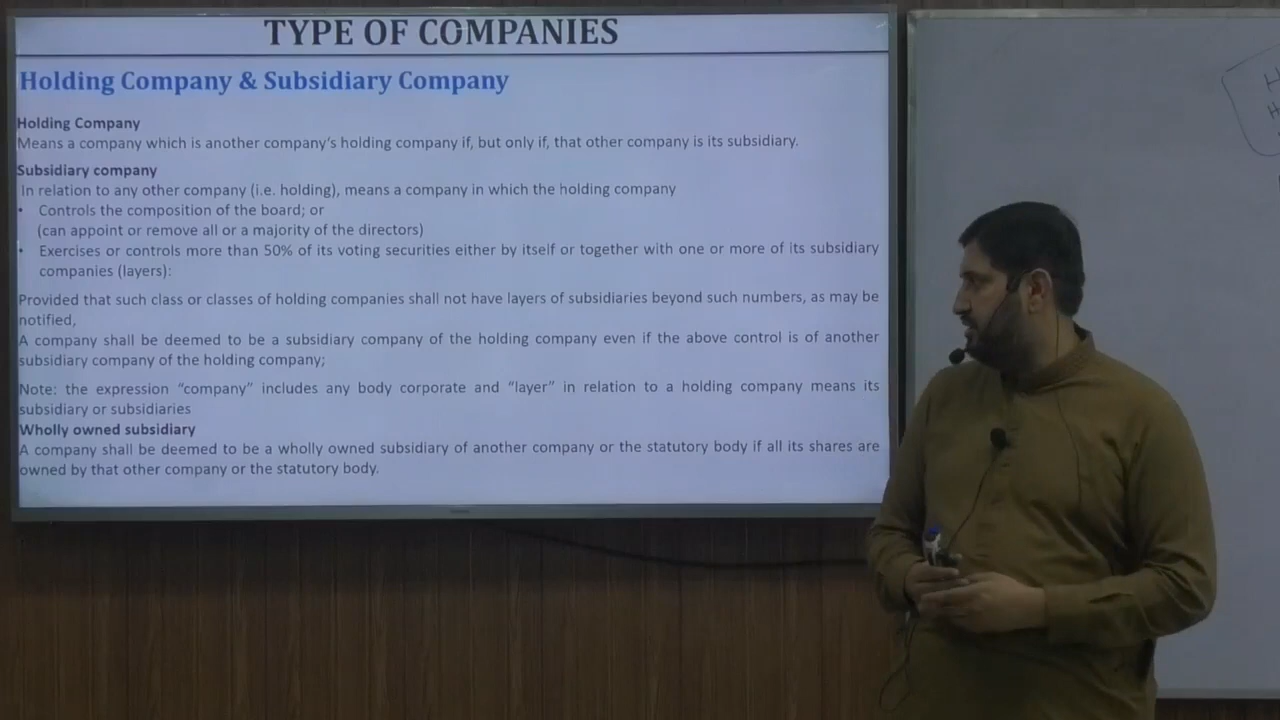 TYPE OF COMPANIES
Holding Company & Subsidiary Company
Holding Company
Means a company which is another company's holding company if, but only if, that other company is its subsidiary.
Subsidiary company
In relation to any other company (i.e. holding), means a company in which the holding company
• Controls the composition of the board; or
(can appoint or remove all or a majority of the directors)
• Exercises or controls more than 50% of its voting securities either by itself or together with one or more of its subsidiary
companies (layers):
Provided that such class or classes of holding companies shall not have layers of subsidiaries beyond such numbers, as may be
notified,
A company shall be deemed to be a subsidiary company of the holding company even if the above control is of another
subsidiary company of the holding company;
Note: the expression “company” includes any body corporate and “layer” in relation to a holding company means its
subsidiary or subsidiaries
Wholly owned subsidiary
A company shall be deemed to be a wholly owned subsidiary of another company or the statutory body if all its shares are
owned by that other company or the statutory body.